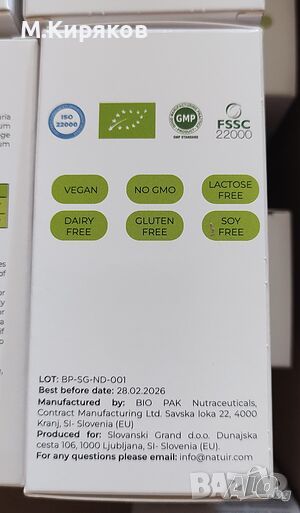 М.Киряков
ISO
22000
GMP
GMP STANDARD
FSSC
22000
VEGAN
NO GMO
LACTOSE
FREE
DAIRY
FREE
GLUTEN
FREE
SOY
FREE
LOT: BP-SG-ND-001
Best before date: 28.02.2026
Manufactured by: BIO PAK Nutraceuticals,
Contract Manufacturing Ltd. Savska loka 22, 4000
Kranj, SI- Slovenia (EU)
Produced for: Slovanski Grand d.o.o. Dunajska
cesta 106, 1000 Ljubljana, SI- Slovenia (EU)
For any questions please email: info@natuir.com